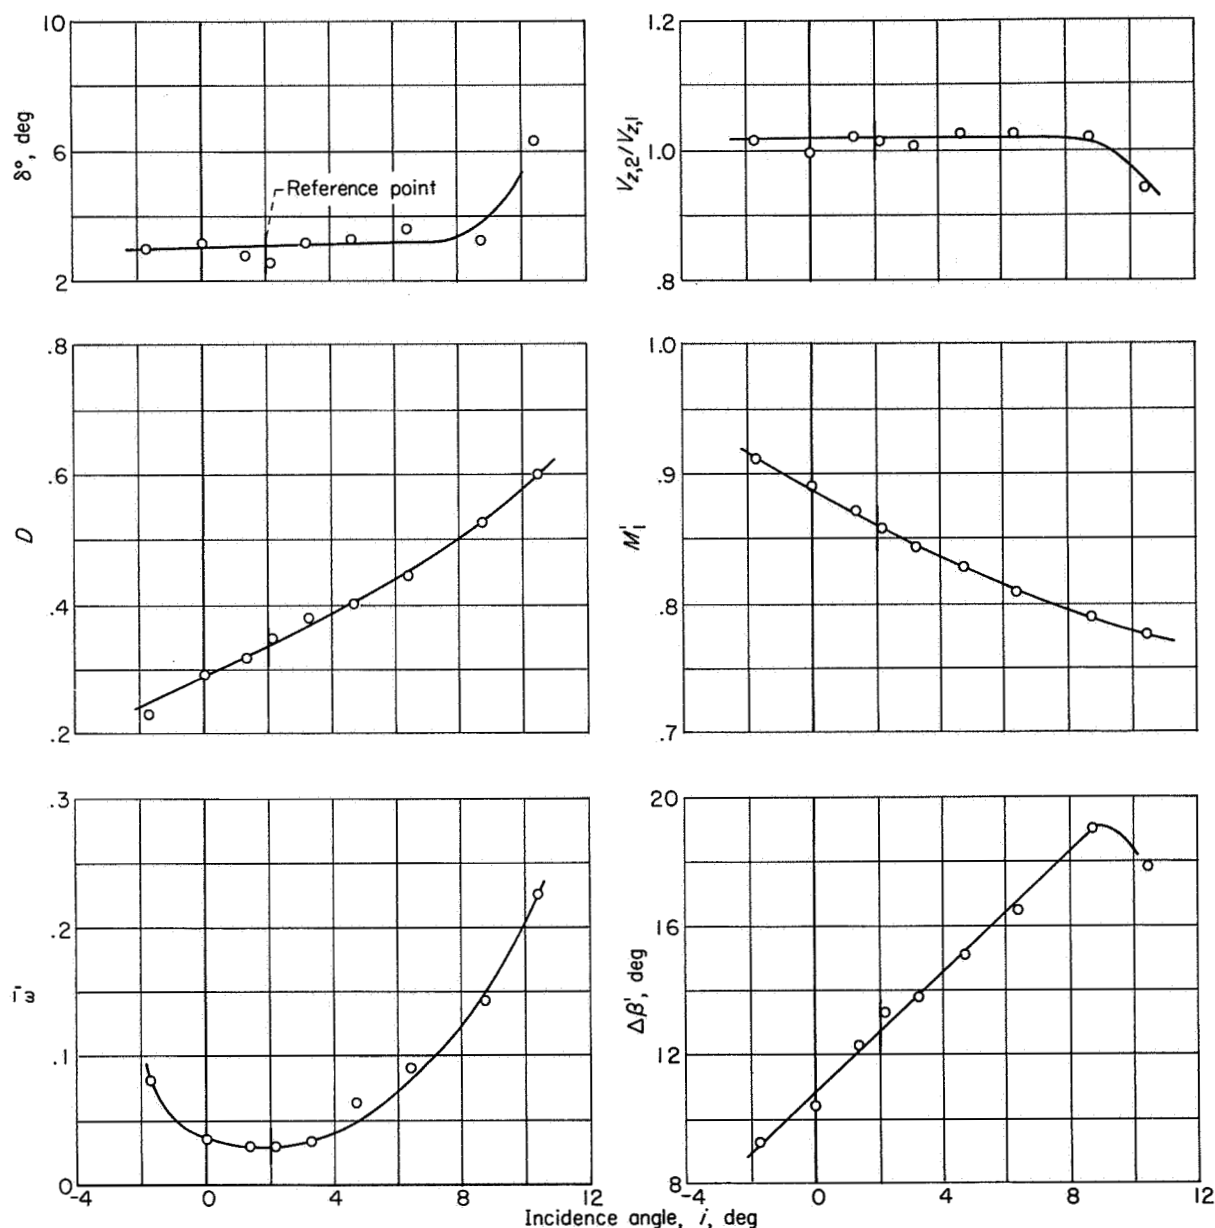 10
6
2
δ°, deg
Reference point
1.2
1.0
.8
V_z,2/V_z,1
.8
.6
.4
.2
D
1.0
.9
.8
.7
M'_1
.3
.2
.1
0
ω̄'
-4 0 4 8 12
20
16
12
8
Δβ', deg
-4 0 4 8 12
Incidence angle, i, deg